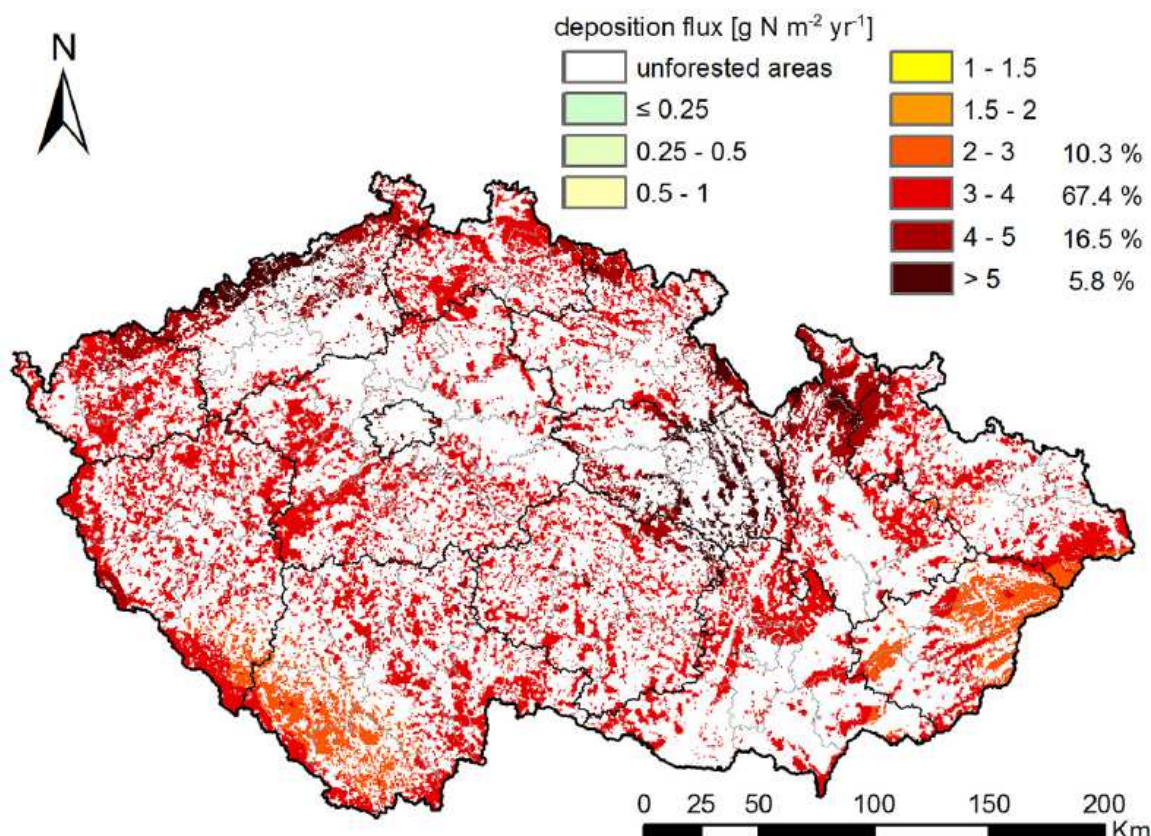 deposition flux [g N m⁻² yr⁻¹]
N
unforested areas
≤ 0.25
0.25 - 0.5
0.5 - 1
1 - 1.5
1.5 - 2
2 - 3 10.3 %
3 - 4 67.4 %
4 - 5 16.5 %
> 5 5.8 %
0 25 50 100 150 200
Km